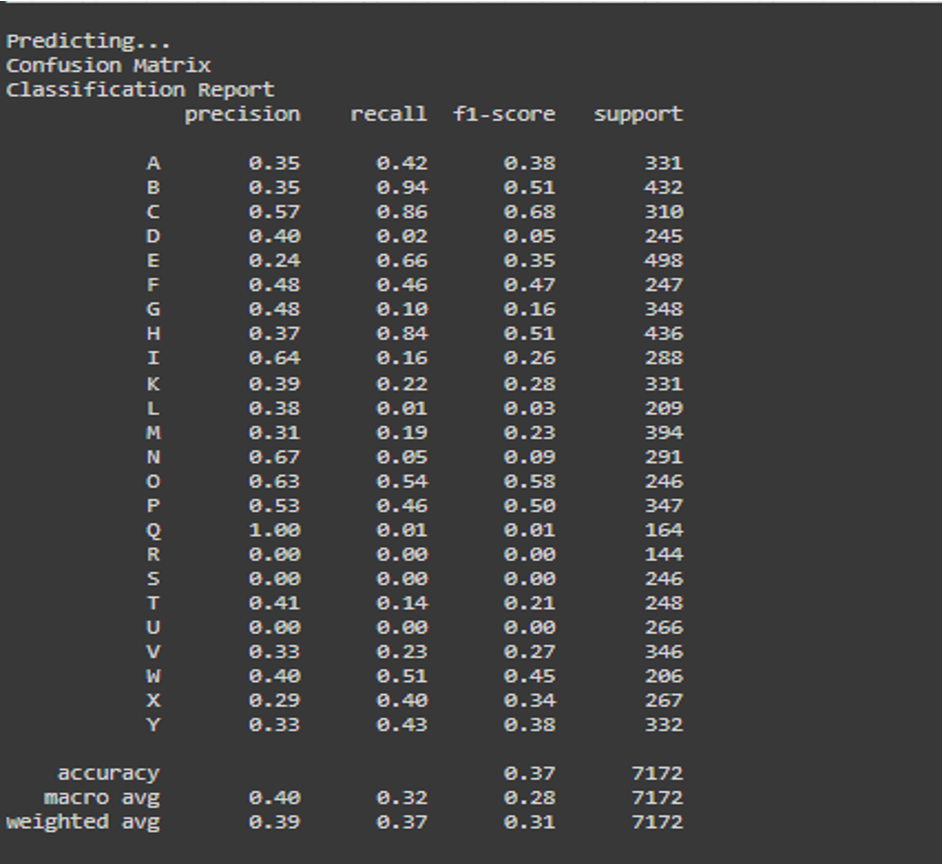 Predicting...
Confusion Matrix
Classification Report
precision recall f1-score support
A 0.35 0.42 0.38 331
B 0.35 0.94 0.51 432
C 0.57 0.86 0.68 310
D 0.40 0.02 0.05 245
E 0.24 0.66 0.35 498
F 0.48 0.46 0.47 247
G 0.48 0.10 0.16 348
H 0.37 0.84 0.51 436
I 0.64 0.16 0.26 288
K 0.39 0.22 0.28 331
L 0.38 0.01 0.03 209
M 0.31 0.19 0.23 394
N 0.67 0.05 0.09 291
O 0.63 0.54 0.58 246
P 0.53 0.46 0.50 347
Q 1.00 0.01 0.01 164
R 0.00 0.00 0.00 144
S 0.00 0.00 0.00 246
T 0.41 0.14 0.21 248
U 0.00 0.00 0.00 266
V 0.33 0.23 0.27 346
W 0.40 0.51 0.45 206
X 0.29 0.40 0.34 267
Y 0.33 0.43 0.38 332
accuracy 0.37 7172
macro avg 0.40 0.32 0.28 7172
weighted avg 0.39 0.37 0.31 7172